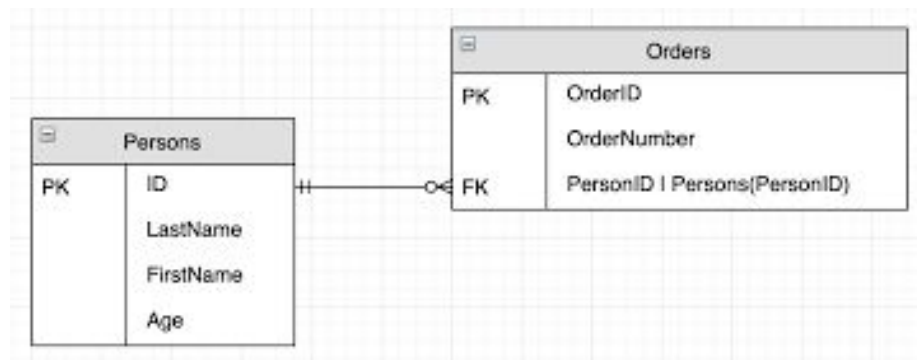 Persons
PK ID
LastName
FirstName
Age
Orders
PK OrderID
OrderNumber
FK PersonID | Persons(PersonID)